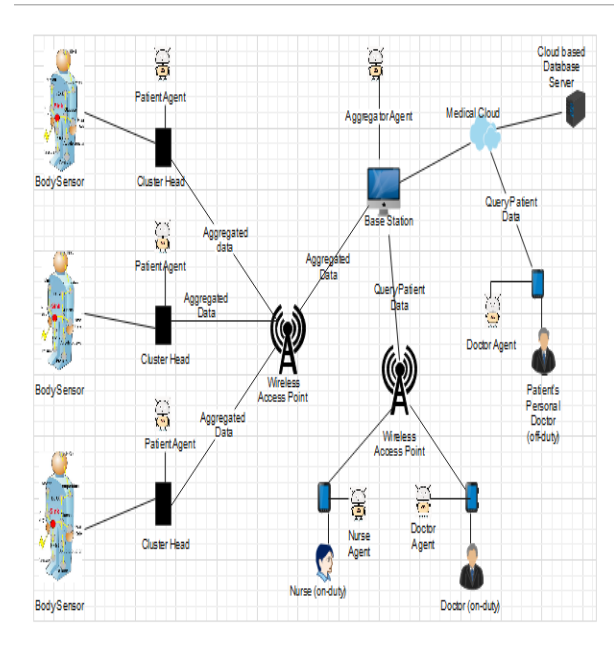 Cloud based
Database
Server
PatientAgent
AggregatorAgent
Medical Cloud
BodySensor
Cluster Head
Base Station
QueryPatient
Data
Aggregated
data
PatientAgent
Aggregated
Data
Aggregated
Data
QueryPatient
Data
Doctor Agent
Cluster Head
Wireless
Access Point
BodySensor
Patient's
Personal
Doctor
(off-duty)
Aggregated
Data
PatientAgent
Wireless
Access Point
Nurse
Agent
Doctor
Agent
Cluster Head
Nurse (on-duty)
BodySensor
Doctor (on-duty)